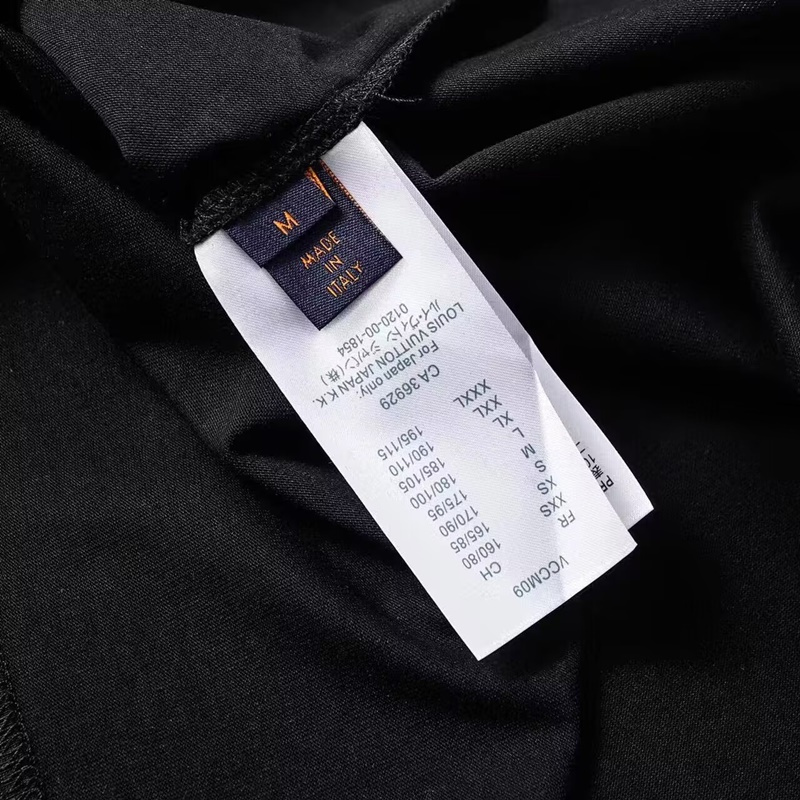 M
MADE
IN
ITALY
VCCM09
FR CH
XXS 160/80
XS 165/85
S 170/90
M 175/95
L 180/100
XL 185/105
XXL 190/110
XXXL 195/115
CA 36929
For Japan only:
LOUIS VUITTON JAPAN K.K.
ルイ・ヴィトン ジャパン(株)
0120-00-1854